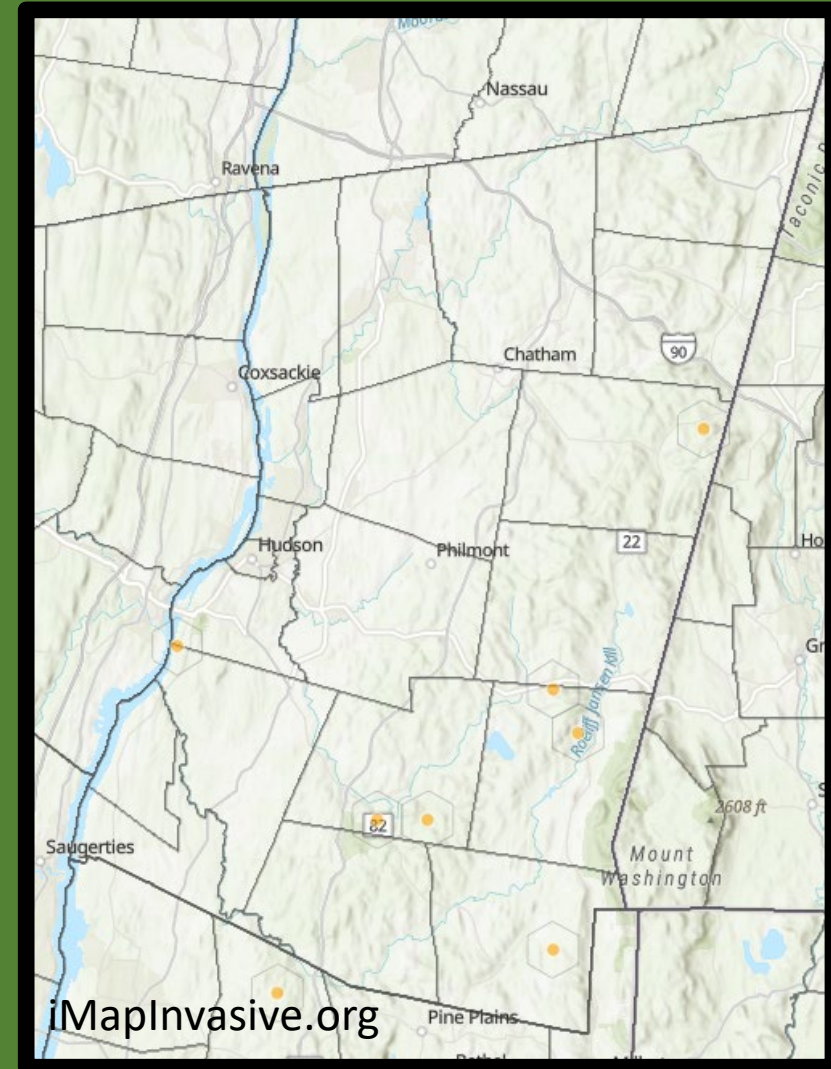 Nassau
Ravena
Coxsackie
Chatham
90
Hudson
Philmont
22
Roeliff Jansen Kill
82
2608 ft
Saugerties
Mount
Washington
iMapInvasive.org
Pine Plains